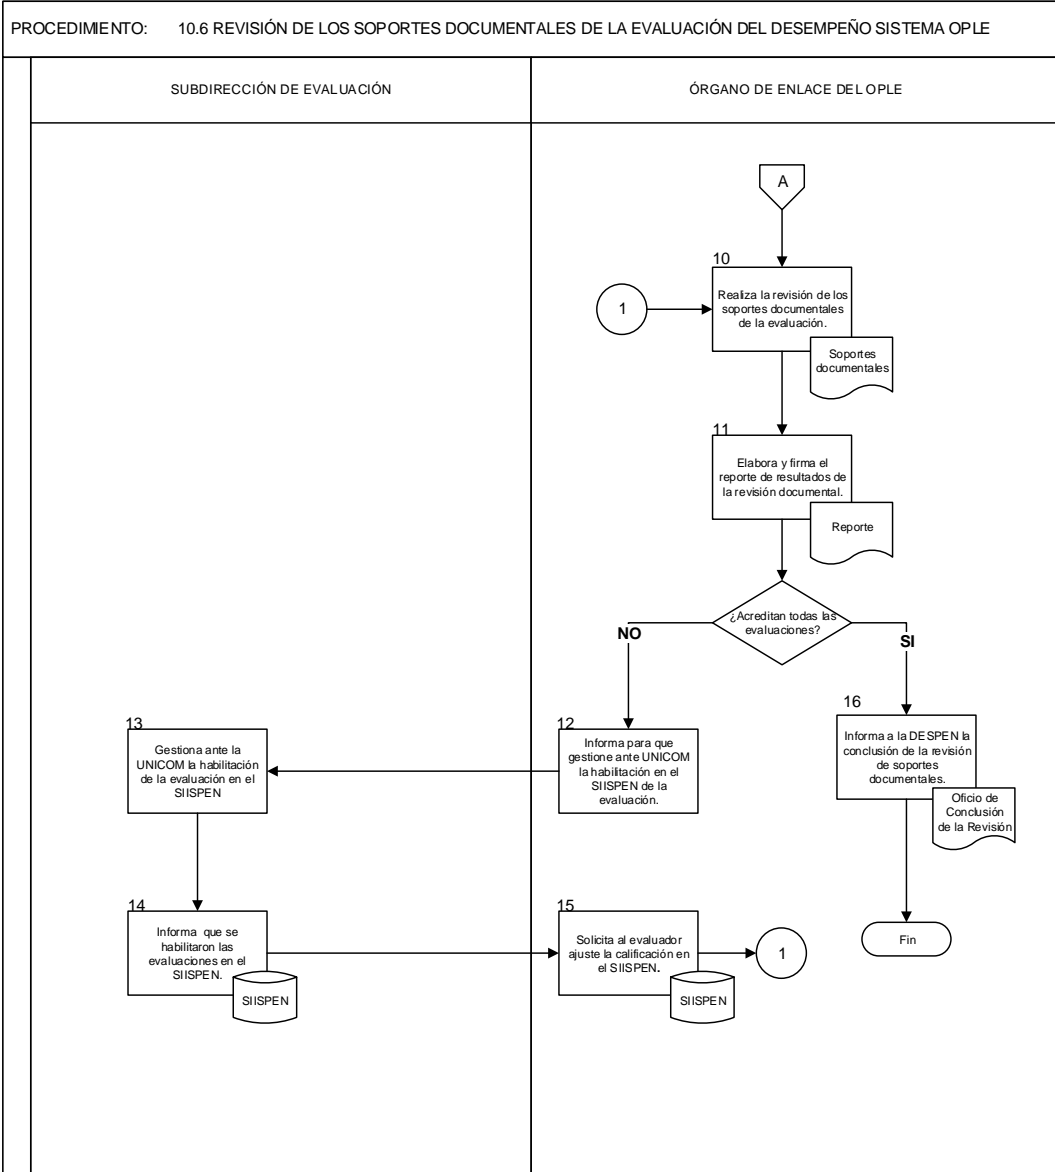 PROCEDIMIENTO: 10.6 REVISIÓN DE LOS SOPORTES DOCUMENTALES DE LA EVALUACIÓN DEL DESEMPEÑO SISTEMA OPLE
SUBDIRECCIÓN DE EVALUACIÓN
ÓRGANO DE ENLACE DEL OPLE
A
10
1
Realiza la revisión de los
soportes documentales
de la evaluación.
Soportes
documentales
11
Elabora y firma el
reporte de resultados de
la revisión documental.
Reporte
¿Acreditan todas las
evaluaciones?
NO
SI
12
Informa para que
gestione ante UNICOM
la habilitación en el
SIISPEN de la
evaluación.
13
Gestiona ante la
UNICOM la habilitación
de la evaluación en el
SIISPEN
14
Informa que se
habilitaron las
evaluaciones en el
SIISPEN.
SIISPEN
15
Solicita al evaluador
ajuste la calificación en
el SIISPEN.
SIISPEN
1
16
Informa a la DESPEN la
conclusión de la revisión
de soportes
documentales.
Oficio de
Conclusión
de la Revisión
Fin